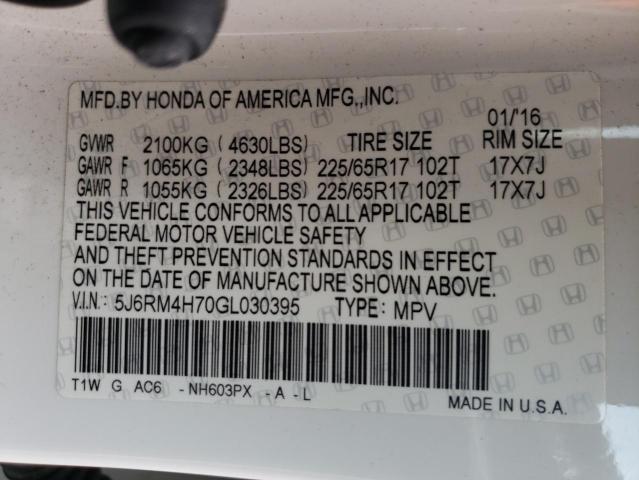 MFD.BY HONDA OF AMERICA MFG.,INC.
01/'16
GVWR 2100KG (4630LBS) TIRE SIZE RIM SIZE
GAWR F 1065KG (2348LBS) 225/65R17 102T 17X7J
GAWR R 1055KG (2326LBS) 225/65R17 102T 17X7J
THIS VEHICLE CONFORMS TO ALL APPLICABLE
FEDERAL MOTOR VEHICLE SAFETY
AND THEFT PREVENTION STANDARDS IN EFFECT
ON THE DATE OF MANUFACTURE SHOWN ABOVE.
V.I.N: 5J6RM4H70GL030395 TYPE: MPV
T1W G AC6 -NH603PX -A -L
MADE IN U.S.A.